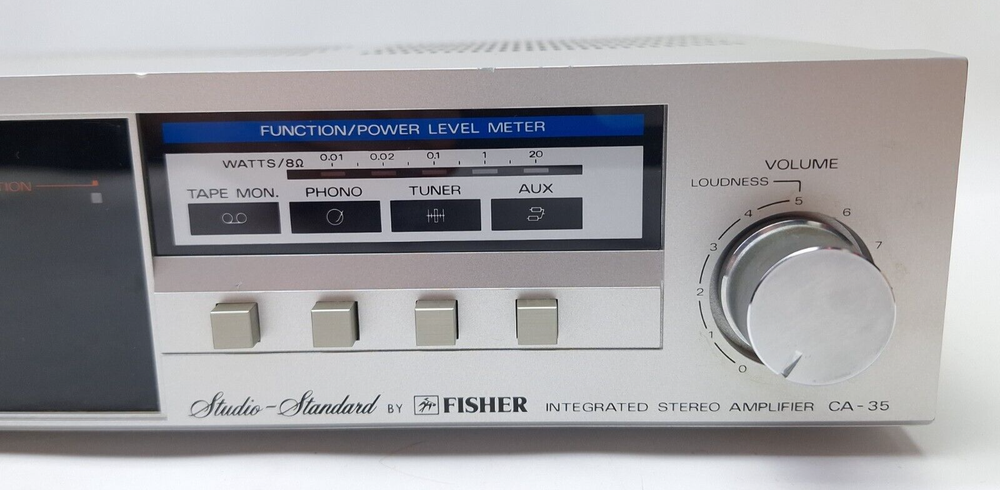 FUNCTION/POWER LEVEL METER
WATTS/8Ω 0.01 0.02 0.1 1 20
TAPE MON. PHONO TUNER AUX
VOLUME
LOUDNESS
0 1 2 3 4 5 6 7
Studio-Standard BY FISHER INTEGRATED STEREO AMPLIFIER CA-35